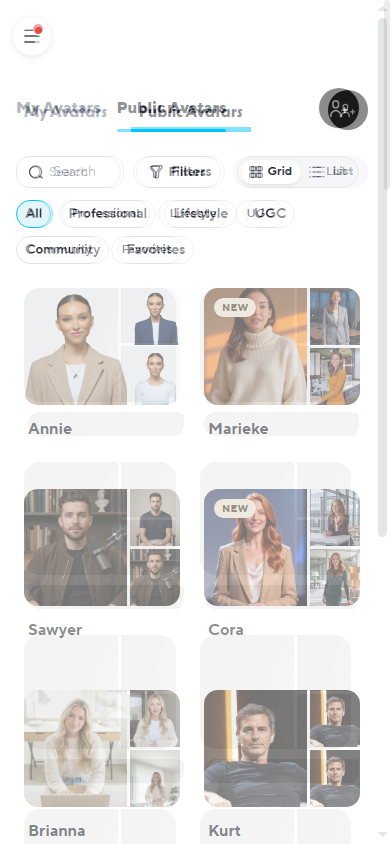 My Avatars Public Avatars
Search Filters Grid List
All Professional Lifestyle UGC
Community Favorites
NEW
Annie Marieke
NEW
Sawyer Cora
Brianna Kurt